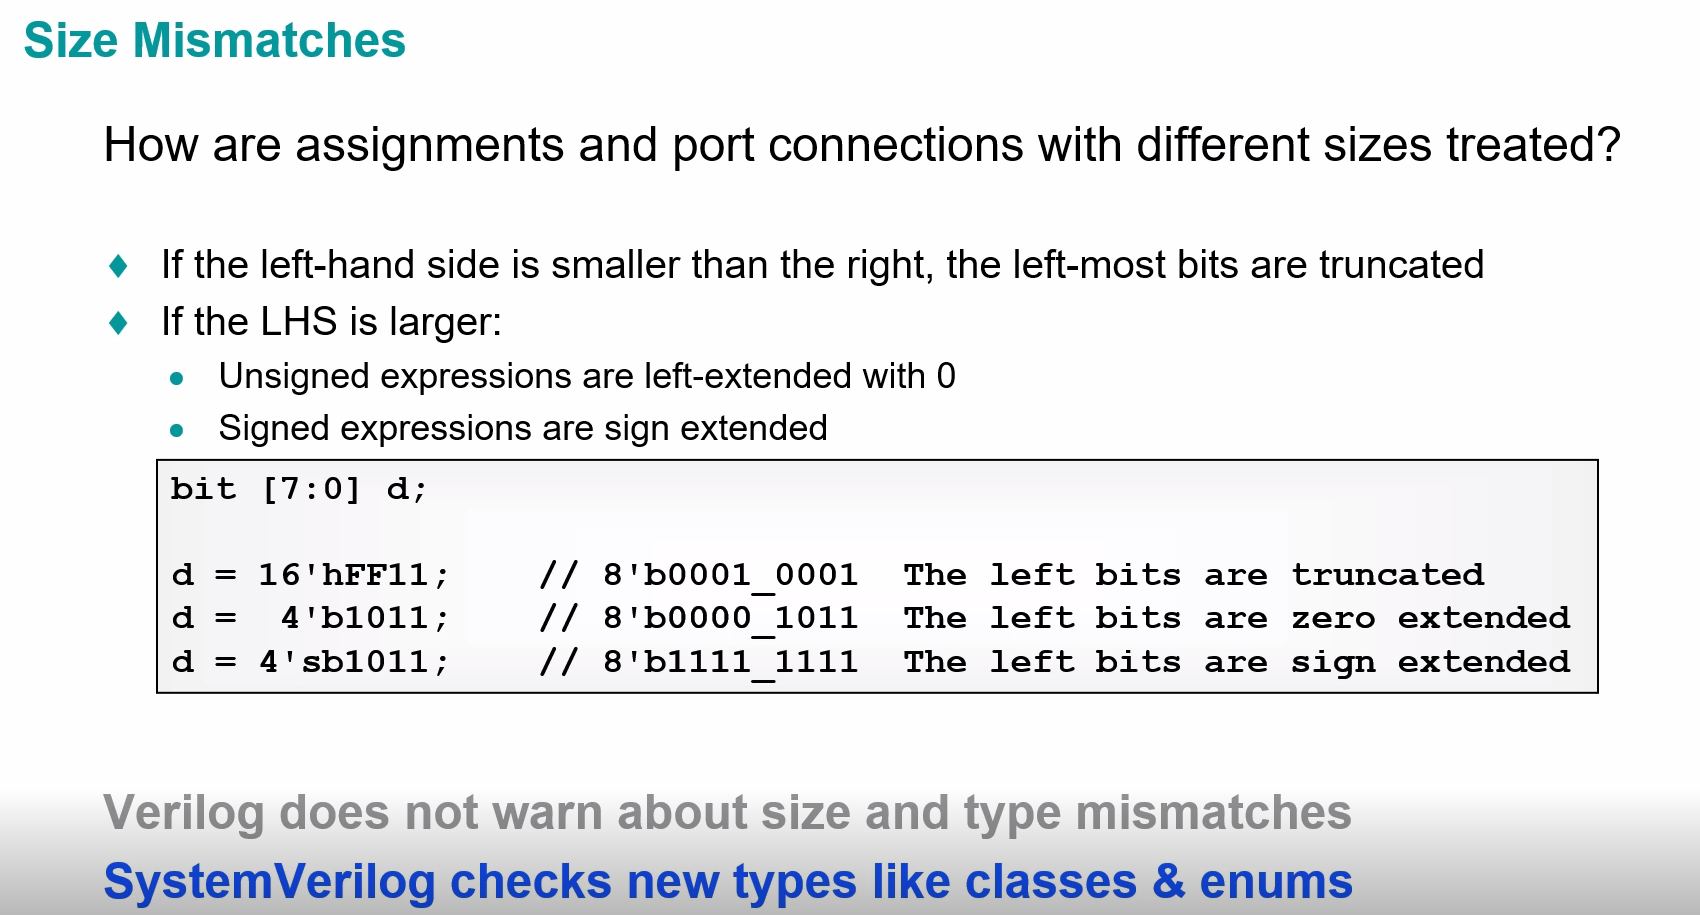 Size Mismatches
How are assignments and port connections with different sizes treated?
♦ If the left-hand side is smaller than the right, the left-most bits are truncated
♦ If the LHS is larger:
● Unsigned expressions are left-extended with 0
● Signed expressions are sign extended
bit [7:0] d;
d = 16'hFF11;    // 8'b0001_0001  The left bits are truncated
d =  4'b1011;    // 8'b0000_1011  The left bits are zero extended
d = 4'sb1011;    // 8'b1111_1111  The left bits are sign extended
Verilog does not warn about size and type mismatches
SystemVerilog checks new types like classes & enums